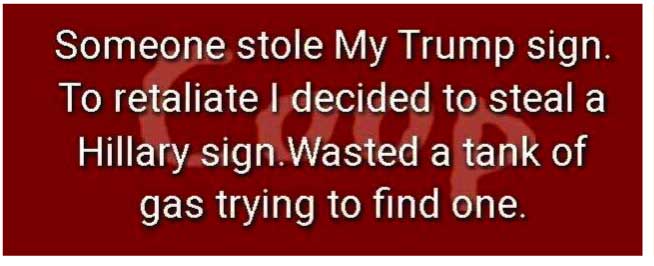 Someone stole My Trump sign.
To retaliate I decided to steal a
Hillary sign.Wasted a tank of
gas trying to find one.
Coop